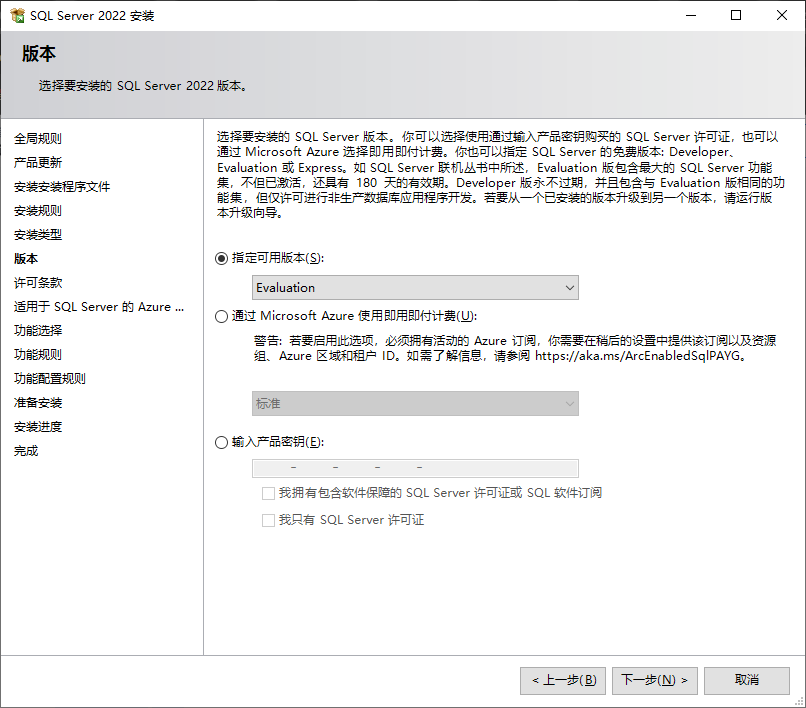 SQL Server 2022 安装
版本
选择要安装的 SQL Server 2022 版本。
全局规则
产品更新
安装安装程序文件
安装规则
安装类型
版本
许可条款
适用于 SQL Server 的 Azure ...
功能选择
功能规则
功能配置规则
准备安装
安装进度
完成
选择要安装的 SQL Server 版本。你可以选择使用通过输入产品密钥购买的 SQL Server 许可证，也可以
通过 Microsoft Azure 选择即用即付计费。你也可以指定 SQL Server 的免费版本: Developer、
Evaluation 或 Express。如 SQL Server 联机丛书中所述，Evaluation 版包含最大的 SQL Server 功能
集，不但已激活，还具有 180 天的有效期。Developer 版永不过期，并且包含与 Evaluation 版相同的功
能集，但仅许可进行非生产数据库应用程序开发。若要从一个已安装的版本升级到另一个版本，请运行版
本升级向导。
指定可用版本(S):
Evaluation
通过 Microsoft Azure 使用即用即付计费(U):
警告: 若要启用此选项，必须拥有活动的 Azure 订阅，你需要在稍后的设置中提供该订阅以及资源
组、Azure 区域和租户 ID。如需了解信息，请参阅 https://aka.ms/ArcEnabledSqlPAYG。
标准
输入产品密钥(E):
- - - -
我拥有包含软件保障的 SQL Server 许可证或 SQL 软件订阅
我只有 SQL Server 许可证
< 上一步(B)
下一步(N) >
取消